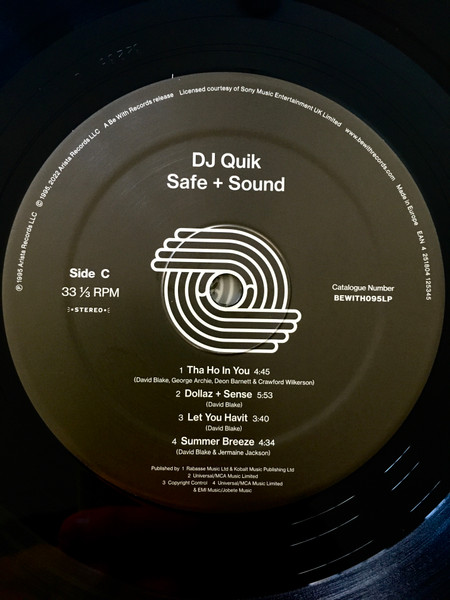 ℗ 1995 Arista Records LLC © 1995, 2022 Arista Records LLC A Be With Records release Licensed courtesy of Sony Music Entertainment UK Limited www.bewithrecords.com Made in Europe EAN 4 251804 125345
DJ Quik
Safe + Sound
Side C
33 ⅓ RPM
STEREO
Catalogue Number
BEWITH095LP
1 Tha Ho In You 4:45
(David Blake, George Archie, Deon Barnett & Crawford Wilkerson)
2 Dollaz + Sense 5:53
(David Blake)
3 Let You Havit 3:40
(David Blake)
4 Summer Breeze 4:34
(David Blake & Jermaine Jackson)
Published by 1 Rabasse Music Ltd & Kobalt Music Publishing Ltd
2 Universal/MCA Music Limited
3 Copyright Control 4 Universal/MCA Music Limited
& EMI Music/Jobete Music